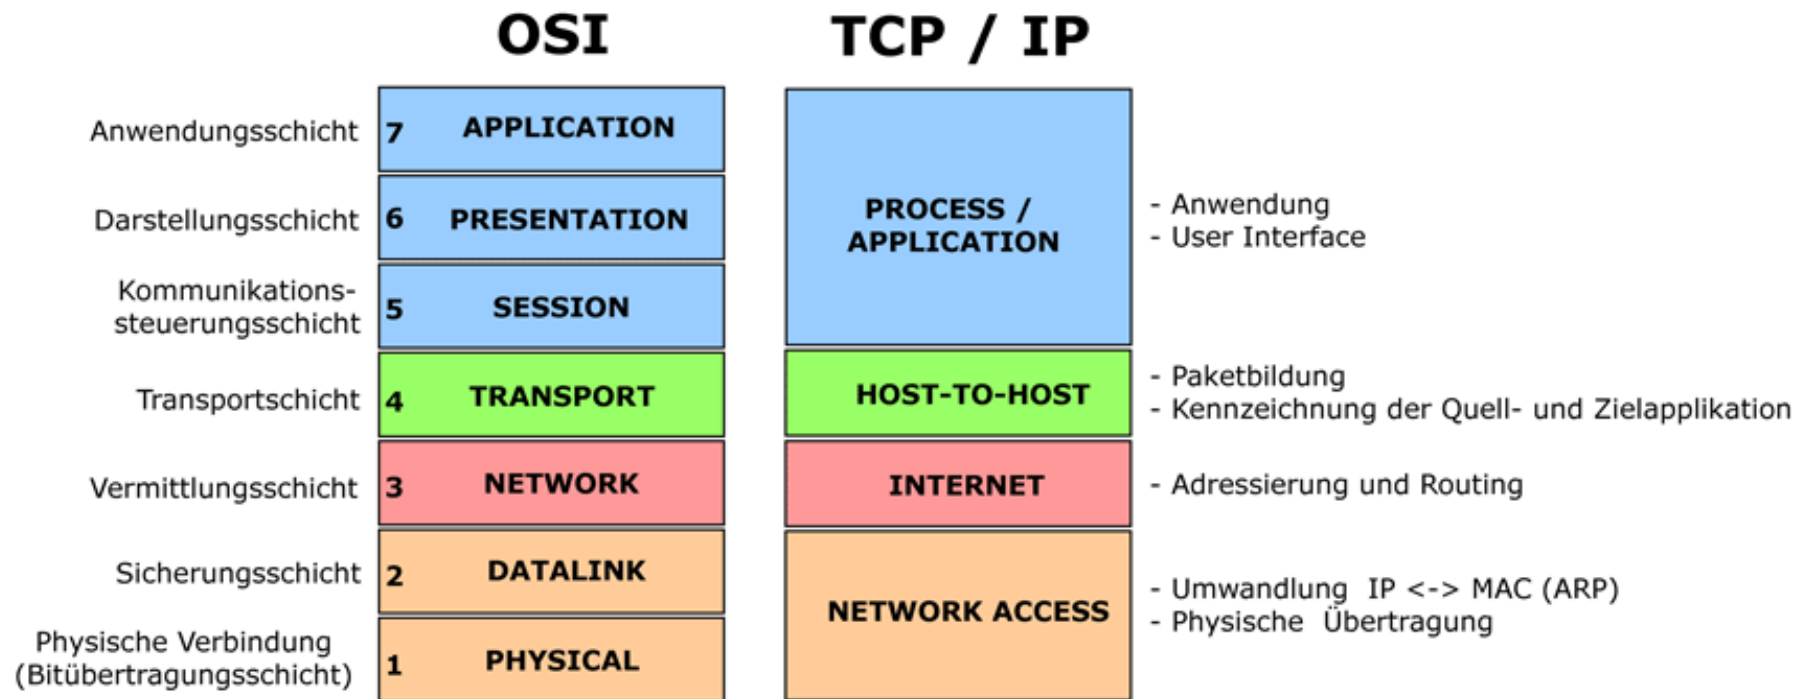 OSI
TCP / IP
Anwendungsschicht
7 APPLICATION
Darstellungsschicht
6 PRESENTATION
Kommunikations-
steuerungsschicht
5 SESSION
Transportschicht
4 TRANSPORT
Vermittlungsschicht
3 NETWORK
Sicherungsschicht
2 DATALINK
Physische Verbindung
(Bitübertragungsschicht)
1 PHYSICAL
PROCESS /
APPLICATION
- Anwendung
- User Interface
HOST-TO-HOST
- Paketbildung
- Kennzeichnung der Quell- und Zielapplikation
INTERNET
- Adressierung und Routing
NETWORK ACCESS
- Umwandlung IP <-> MAC (ARP)
- Physische Übertragung